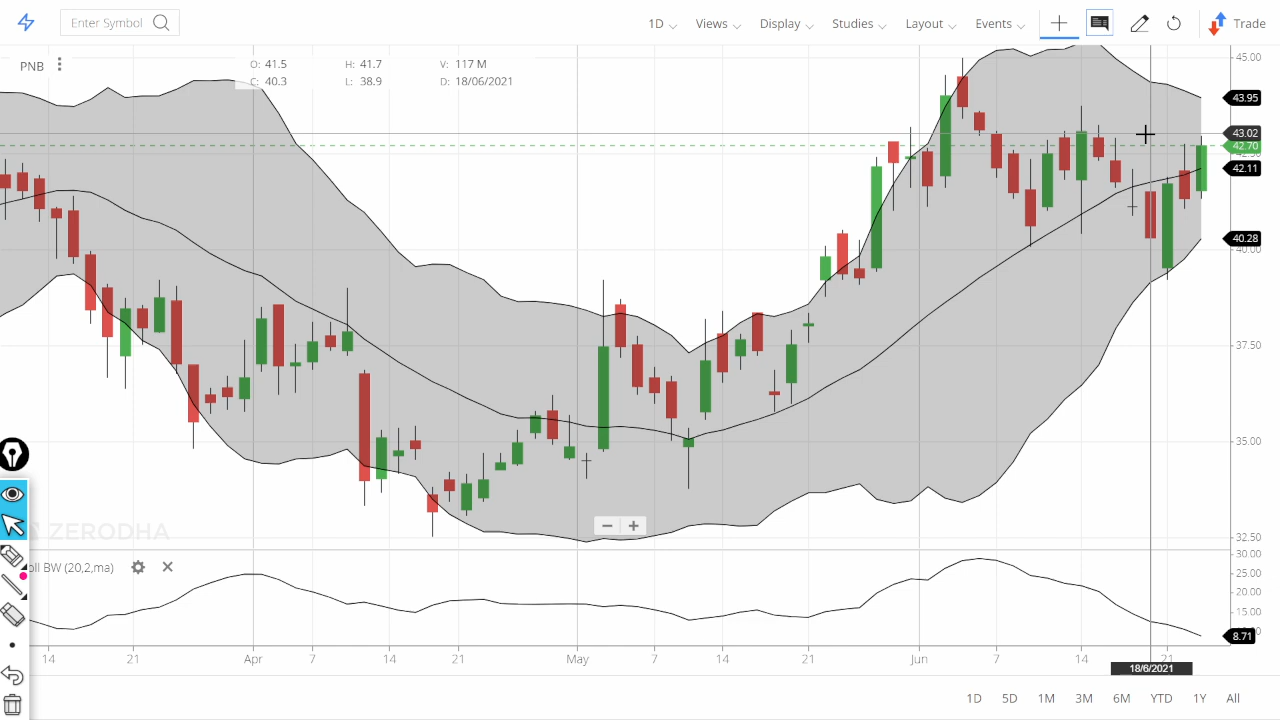 Enter Symbol
1D Views Display Studies Layout Events Trade
PNB
O: 41.5 H: 41.7 V: 117 M
C: 40.3 L: 38.9 D: 18/06/2021
45.00
43.95
43.02
42.70
42.11
40.28
40.00
37.50
35.00
32.50
ZERODHA
oll BW (20,2,ma)
30.00
25.00
20.00
15.00
8.71
14 21 Apr 7 14 21 May 7 14 21 Jun 7 14 21
18/6/2021
1D 5D 1M 3M 6M YTD 1Y All